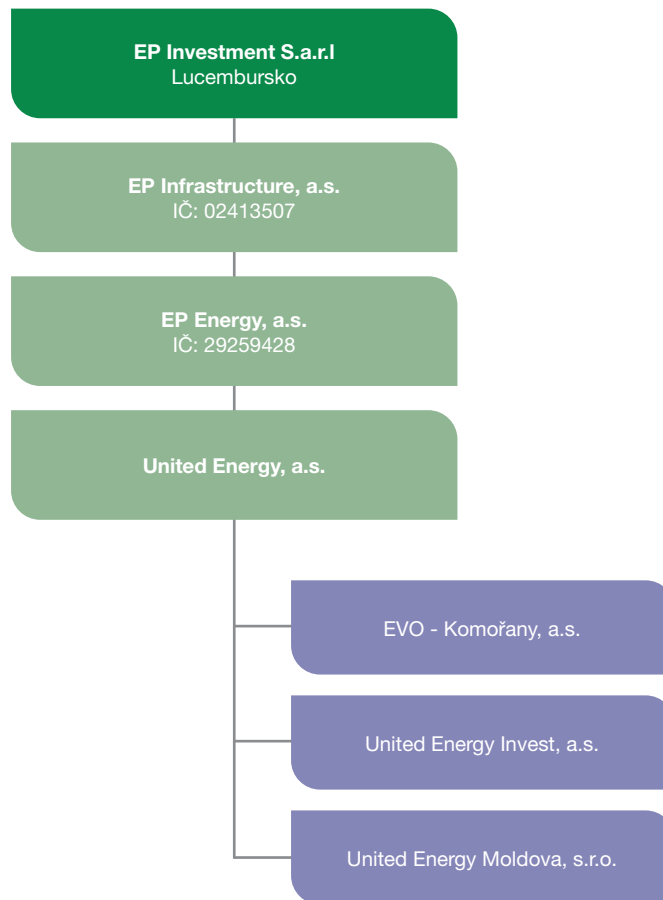 EP Investment S.a.r.l
Lucembursko
EP Infrastructure, a.s.
IČ: 02413507
EP Energy, a.s.
IČ: 29259428
United Energy, a.s.
EVO - Komořany, a.s.
United Energy Invest, a.s.
United Energy Moldova, s.r.o.